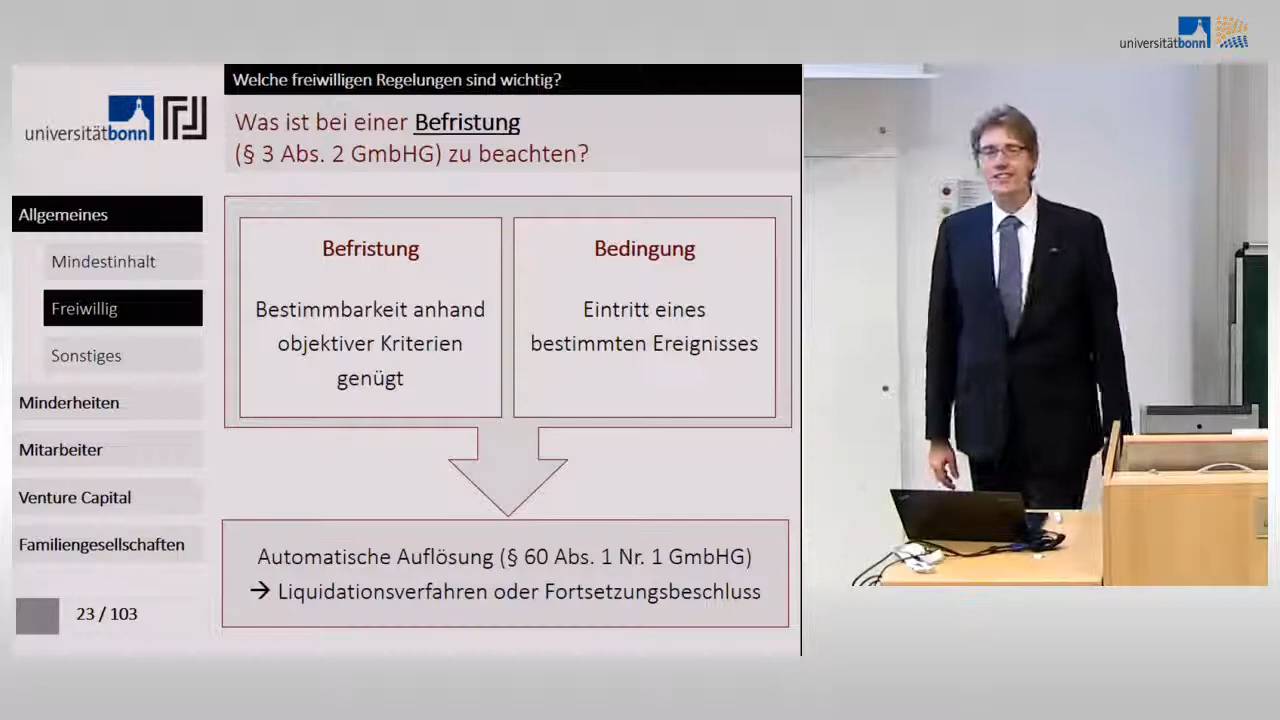 universitätbonn
Welche freiwilligen Regelungen sind wichtig?
universitätbonn
Was ist bei einer Befristung
(§ 3 Abs. 2 GmbHG) zu beachten?
Allgemeines
Mindestinhalt
Freiwillig
Sonstiges
Minderheiten
Mitarbeiter
Venture Capital
Familiengesellschaften
23 / 103
Befristung
Bestimmbarkeit anhand
objektiver Kriterien
genügt
Bedingung
Eintritt eines
bestimmten Ereignisses
Automatische Auflösung (§ 60 Abs. 1 Nr. 1 GmbHG)
→ Liquidationsverfahren oder Fortsetzungsbeschluss